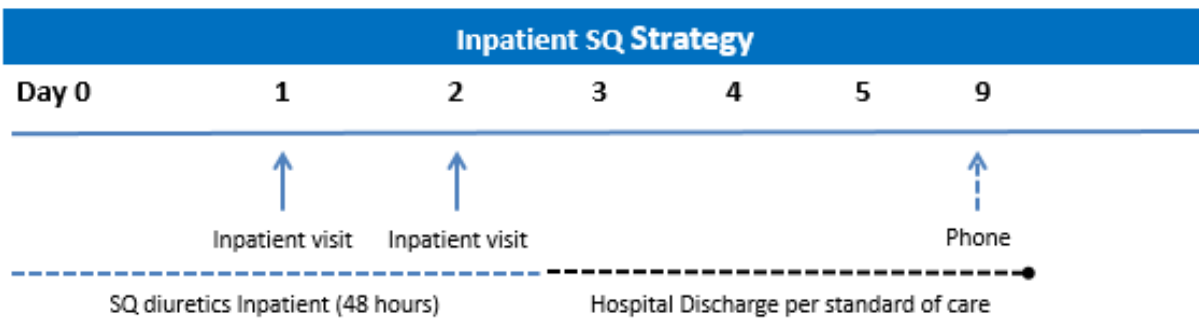 Inpatient SQ Strategy
Day 0 1 2 3 4 5 9
Inpatient visit Inpatient visit Phone
SQ diuretics Inpatient (48 hours) Hospital Discharge per standard of care